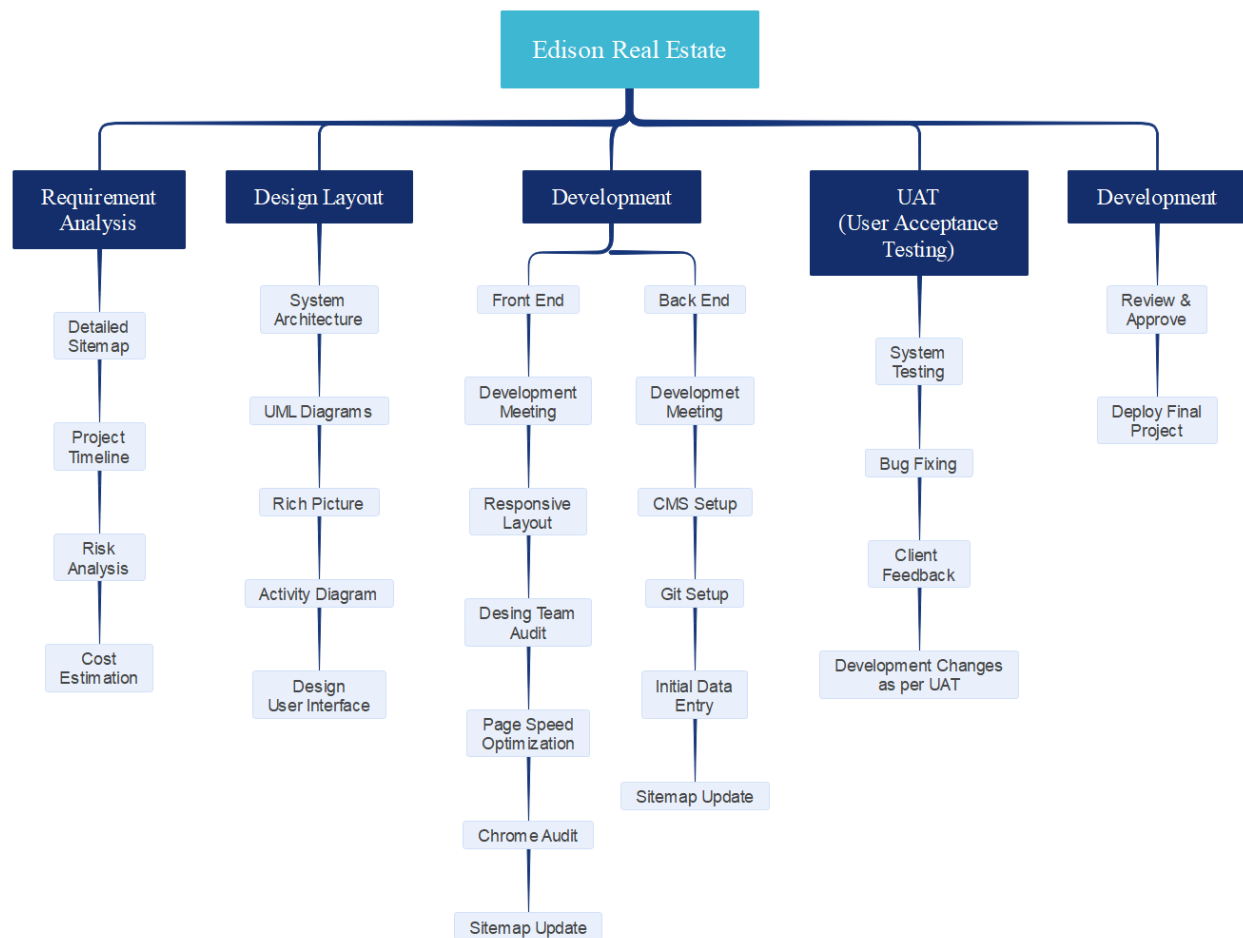 Edison Real Estate
Requirement
Analysis
Detailed
Sitemap
Project
Timeline
Risk
Analysis
Cost
Estimation
Design Layout
System
Architecture
UML Diagrams
Rich Picture
Activity Diagram
Design
User Interface
Development
Front End
Development
Meeting
Responsive
Layout
Desing Team
Audit
Page Speed
Optimization
Chrome Audit
Sitemap Update
Back End
Developmet
Meeting
CMS Setup
Git Setup
Initial Data
Entry
Sitemap Update
UAT
(User Acceptance
Testing)
System
Testing
Bug Fixing
Client
Feedback
Development Changes
as per UAT
Development
Review &
Approve
Deploy Final
Project